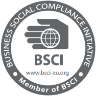 BUSINESS SOCIAL COMPLIANCE INITIATIVE
BSCI
www.bsci-eu.org
• Member of BSCI •